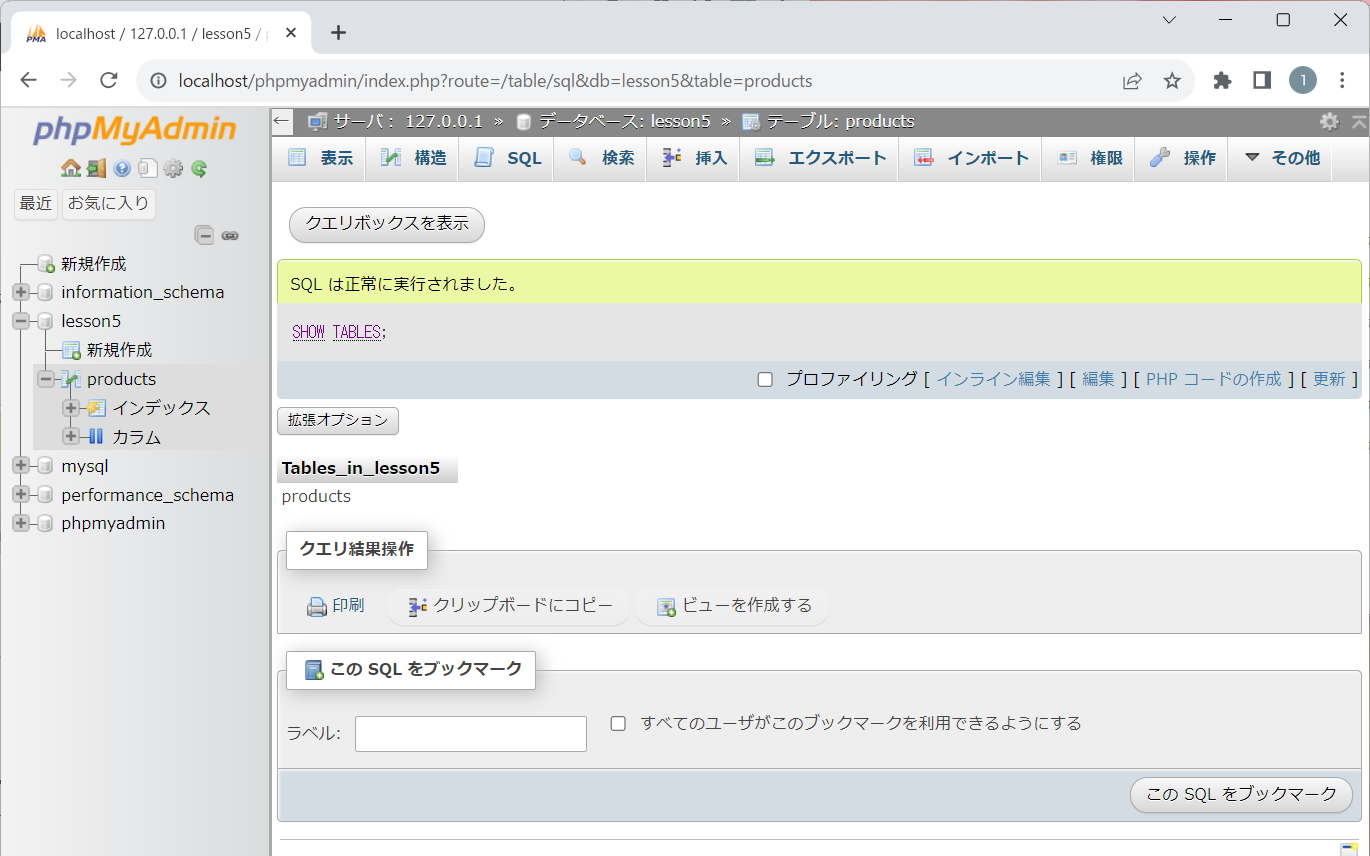 localhost / 127.0.0.1 / lesson5 /
localhost/phpmyadmin/index.php?route=/table/sql&db=lesson5&table=products
1
phpMyAdmin
最近 お気に入り
新規作成
information_schema
lesson5
新規作成
products
インデックス
カラム
mysql
performance_schema
phpmyadmin
サーバ： 127.0.0.1 » データベース: lesson5 » テーブル: products
表示 構造 SQL 検索 挿入 エクスポート インポート 権限 操作 その他
クエリボックスを表示
SQL は正常に実行されました。
SHOW TABLES;
プロファイリング [ インライン編集 ] [ 編集 ] [ PHP コードの作成 ] [ 更新 ]
拡張オプション
Tables_in_lesson5
products
クエリ結果操作
印刷 クリップボードにコピー ビューを作成する
この SQL をブックマーク
ラベル: すべてのユーザがこのブックマークを利用できるようにする
この SQL をブックマーク